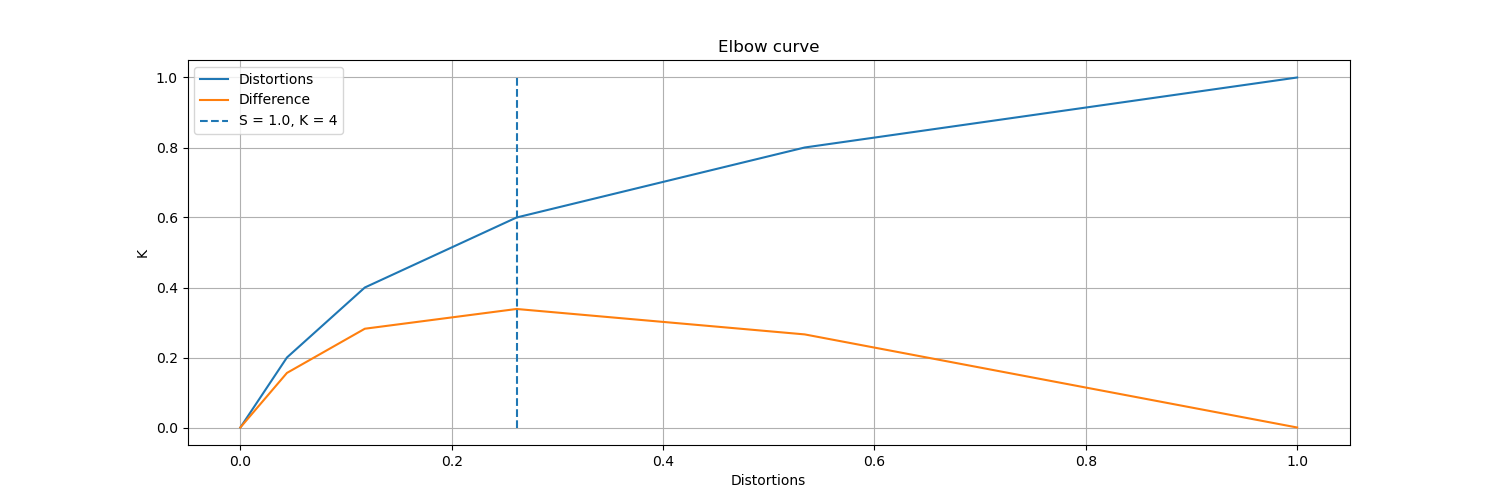 Elbow curve
Distortions
Difference
S = 1.0, K = 4
1.0
0.8
0.6
0.4
0.2
0.0
K
0.0 0.2 0.4 0.6 0.8 1.0
Distortions